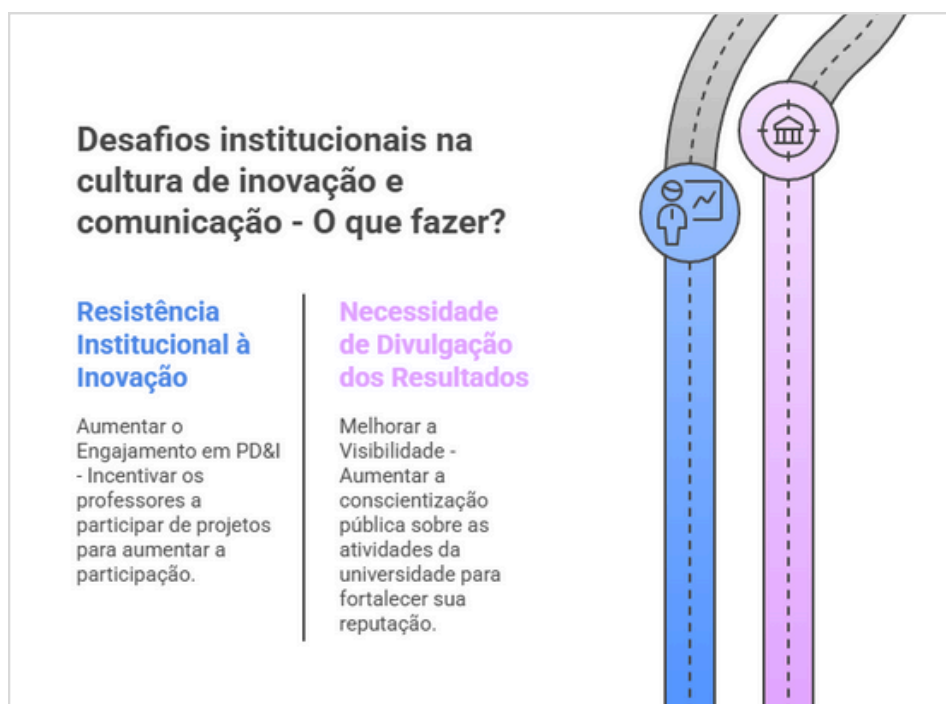 Desafios institucionais na
cultura de inovação e
comunicação - O que fazer?
Resistência
Institucional à
Inovação
Aumentar o
Engajamento em PD&I
- Incentivar os
professores a
participar de projetos
para aumentar a
participação.
Necessidade
de Divulgação
dos Resultados
Melhorar a
Visibilidade -
Aumentar a
conscientização
pública sobre as
atividades da
universidade para
fortalecer sua
reputação.